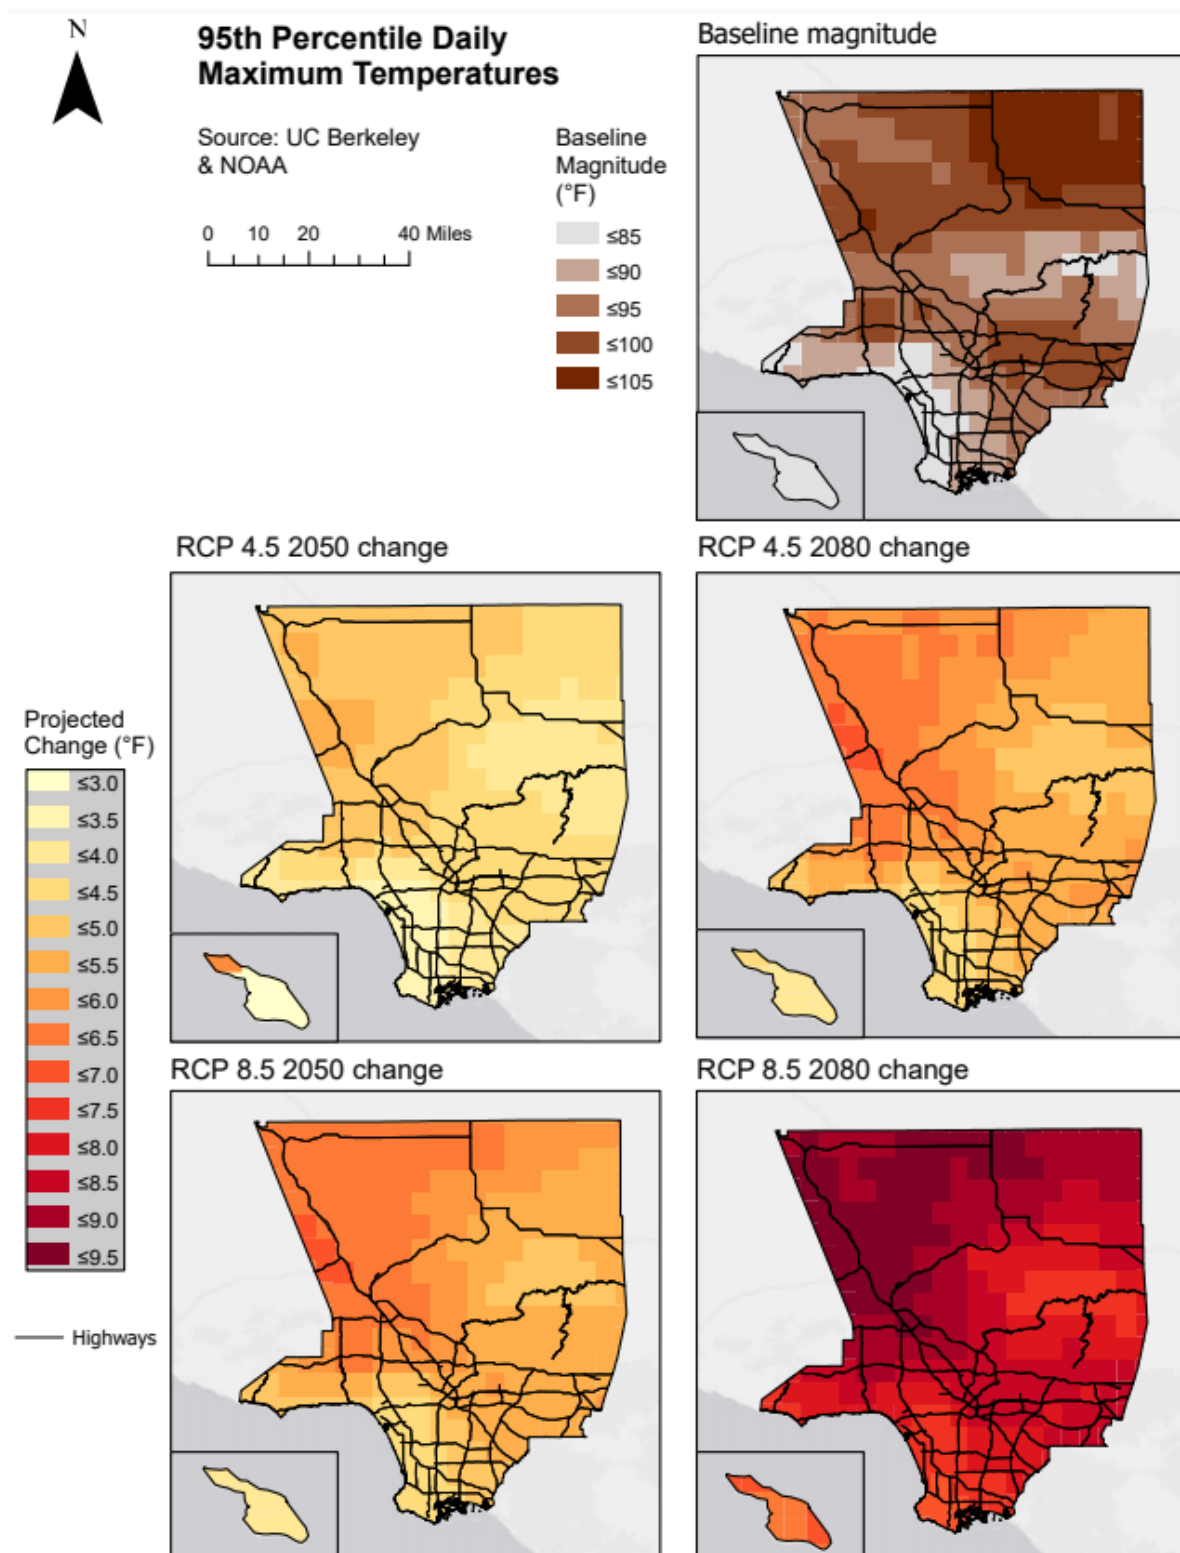 N
95th Percentile Daily
Maximum Temperatures
Source: UC Berkeley
& NOAA
0 10 20 40 Miles
Baseline
Magnitude
(°F)
≤85
≤90
≤95
≤100
≤105
Baseline magnitude
RCP 4.5 2050 change
RCP 4.5 2080 change
Projected
Change (°F)
≤3.0
≤3.5
≤4.0
≤4.5
≤5.0
≤5.5
≤6.0
≤6.5
≤7.0
≤7.5
≤8.0
≤8.5
≤9.0
≤9.5
Highways
RCP 8.5 2050 change
RCP 8.5 2080 change